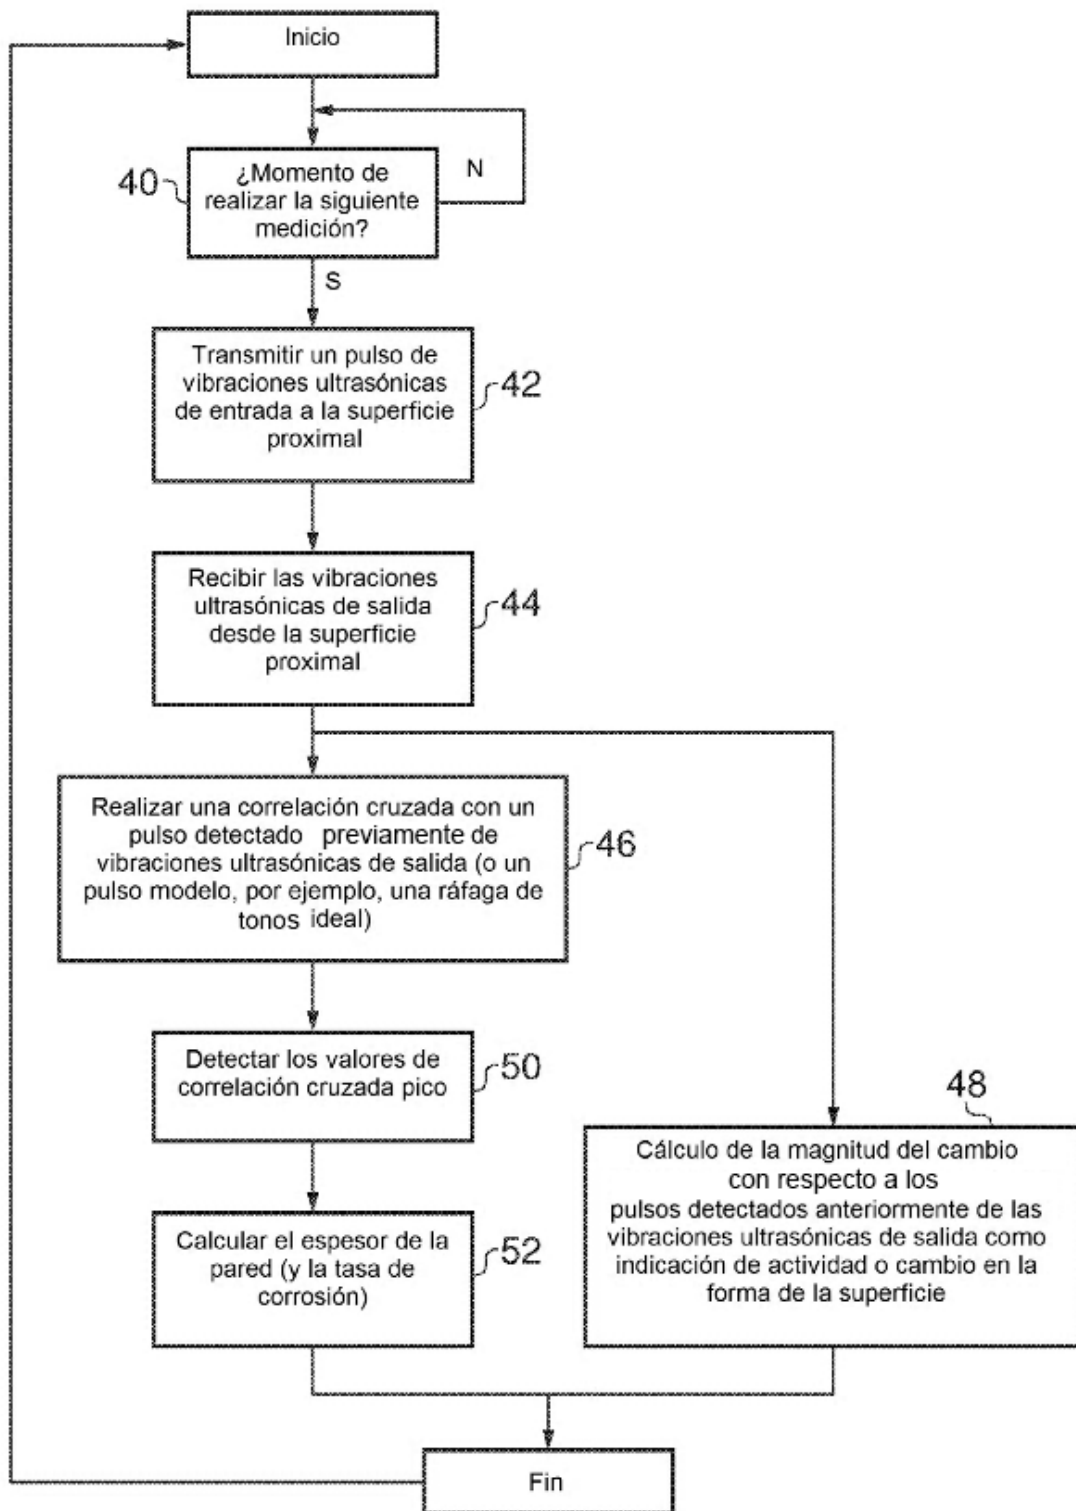 Inicio
¿Momento de
realizar la siguiente
medición?
40
N
S
Transmitir un pulso de
vibraciones ultrasónicas
de entrada a la superficie
proximal
42
Recibir las vibraciones
ultrasónicas de salida
desde la superficie
proximal
44
Realizar una correlación cruzada con un
pulso detectado previamente de
vibraciones ultrasónicas de salida (o un
pulso modelo, por ejemplo, una ráfaga de
tonos ideal)
46
Detectar los valores de
correlación cruzada pico
50
48
Cálculo de la magnitud del cambio
con respecto a los
pulsos detectados anteriormente de las
vibraciones ultrasónicas de salida como
indicación de actividad o cambio en la
forma de la superficie
Calcular el espesor de la
pared (y la tasa de
corrosión)
52
Fin